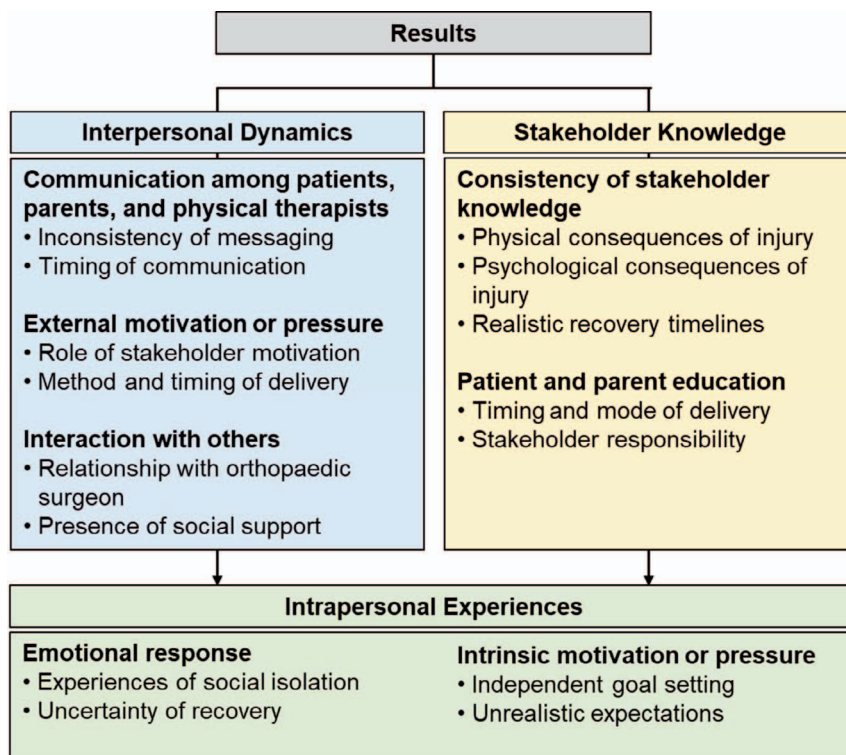 Results
Interpersonal Dynamics
Communication among patients,
parents, and physical therapists
• Inconsistency of messaging
• Timing of communication
External motivation or pressure
• Role of stakeholder motivation
• Method and timing of delivery
Interaction with others
• Relationship with orthopaedic
surgeon
• Presence of social support
Stakeholder Knowledge
Consistency of stakeholder
knowledge
• Physical consequences of injury
• Psychological consequences of
injury
• Realistic recovery timelines
Patient and parent education
• Timing and mode of delivery
• Stakeholder responsibility
Intrapersonal Experiences
Emotional response
• Experiences of social isolation
• Uncertainty of recovery
Intrinsic motivation or pressure
• Independent goal setting
• Unrealistic expectations